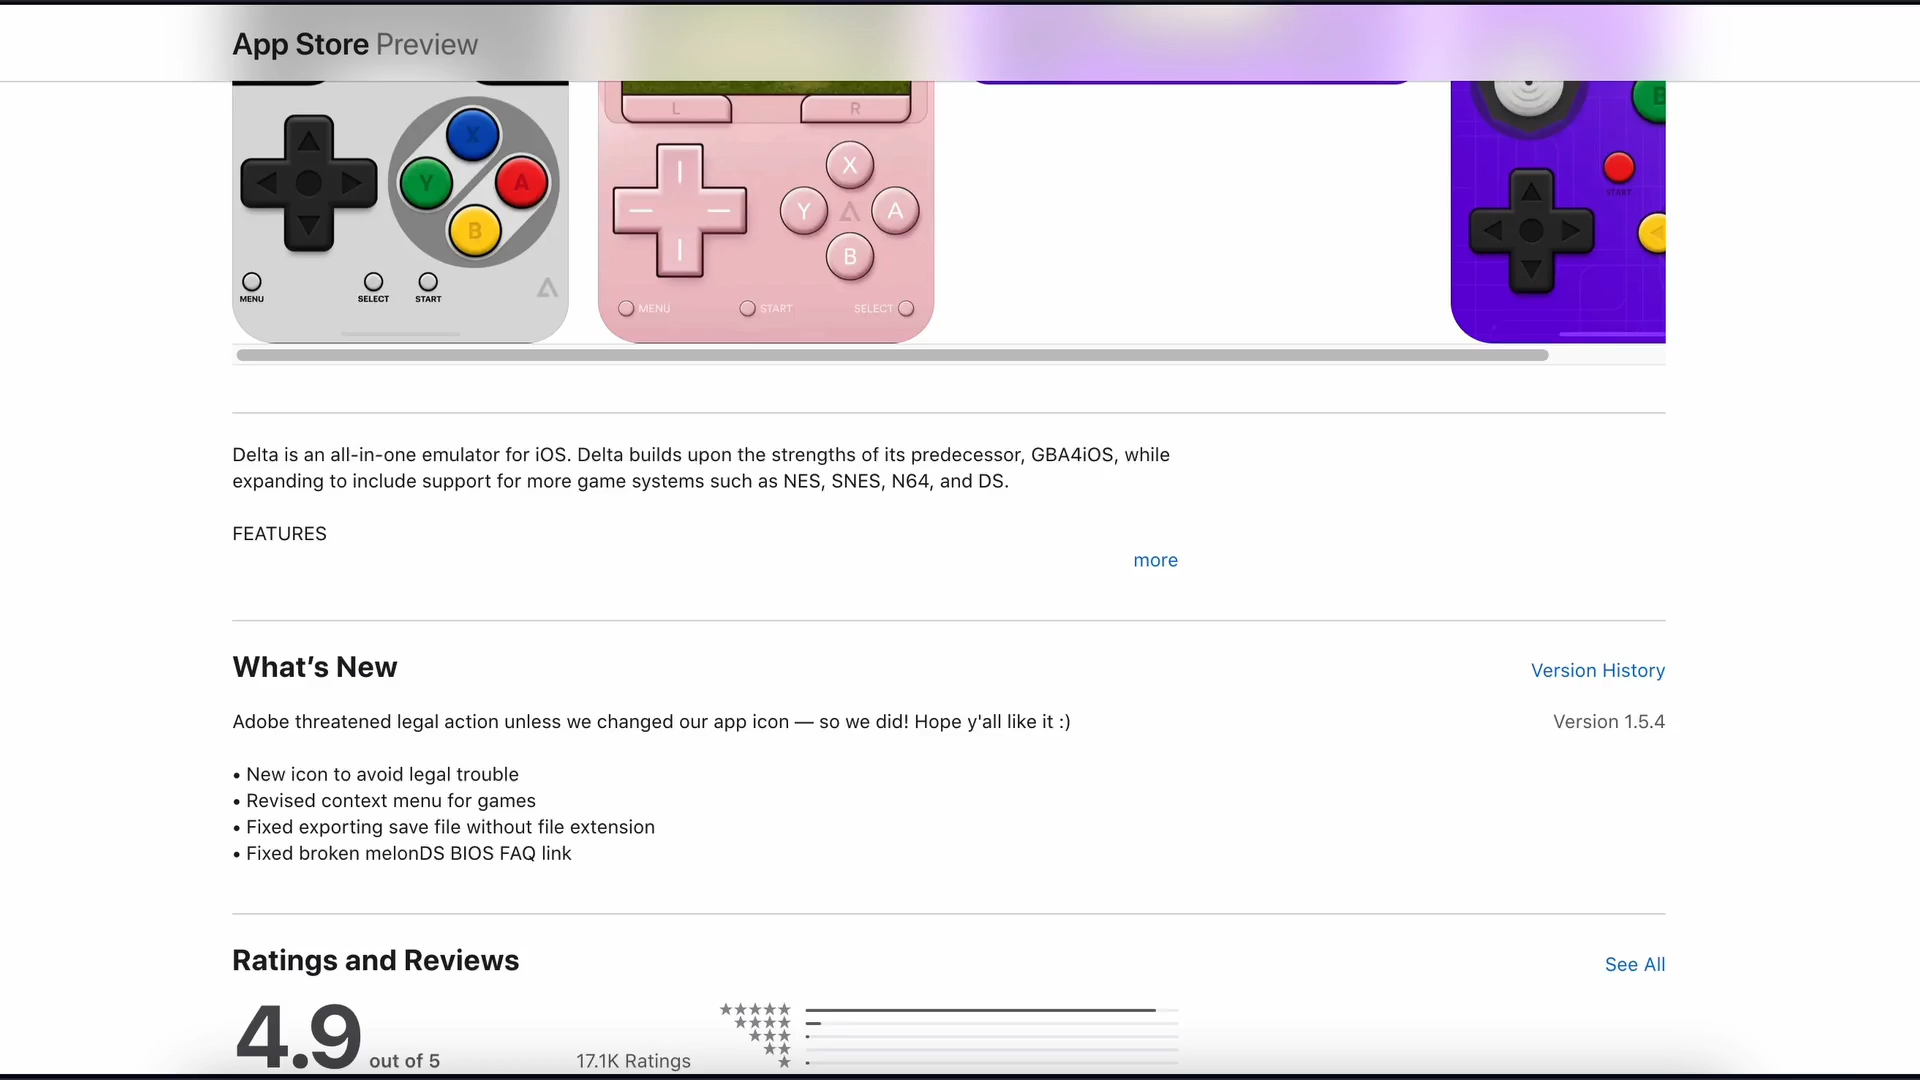 App Store Preview
L R
X
Y A
B
MENU SELECT START
X
Y A
B
MENU START SELECT
B
START
Delta is an all-in-one emulator for iOS. Delta builds upon the strengths of its predecessor, GBA4iOS, while
expanding to include support for more game systems such as NES, SNES, N64, and DS.
FEATURES
more
What’s New
Version History
Adobe threatened legal action unless we changed our app icon — so we did! Hope y'all like it :)
Version 1.5.4
• New icon to avoid legal trouble
• Revised context menu for games
• Fixed exporting save file without file extension
• Fixed broken melonDS BIOS FAQ link
Ratings and Reviews
See All
4.9 out of 5
17.1K Ratings